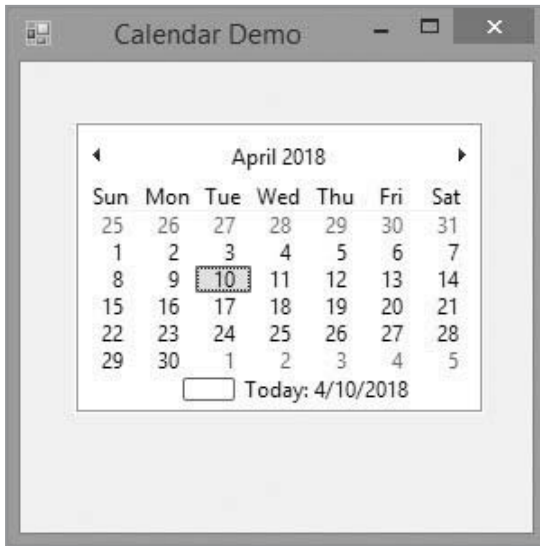 Calendar Demo
April 2018
Sun Mon Tue Wed Thu Fri Sat
25 26 27 28 29 30 31
1 2 3 4 5 6 7
8 9 10 11 12 13 14
15 16 17 18 19 20 21
22 23 24 25 26 27 28
29 30 1 2 3 4 5
Today: 4/10/2018